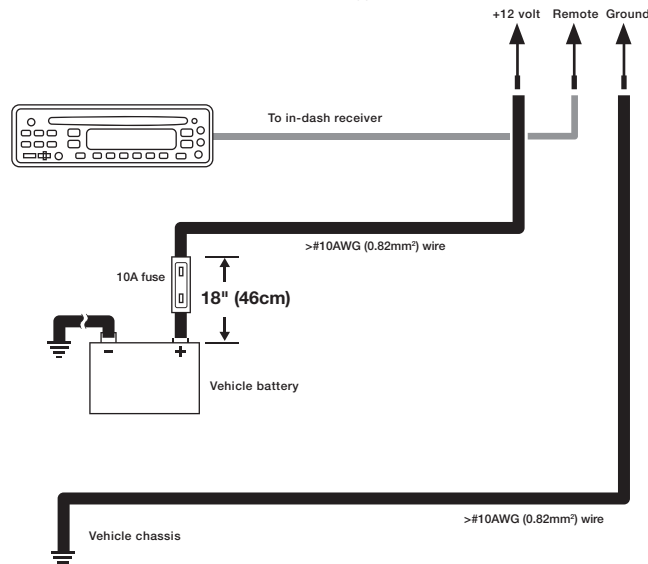 +12 volt Remote Ground
To in-dash receiver
>#10AWG (0.82mm²) wire
10A fuse
18" (46cm)
- +
Vehicle battery
>#10AWG (0.82mm²) wire
Vehicle chassis